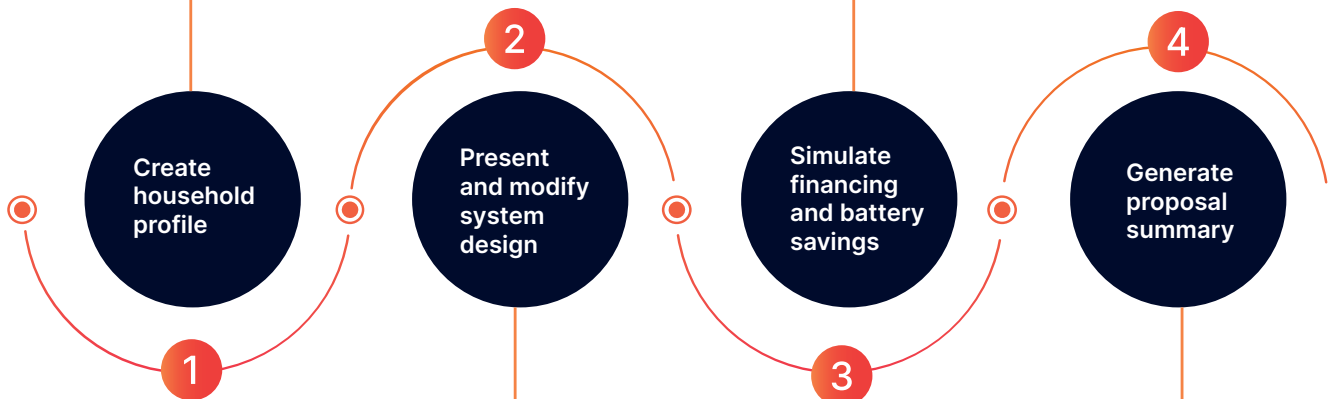 1
Create
household
profile
2
Present
and modify
system
design
3
Simulate
financing
and battery
savings
4
Generate
proposal
summary